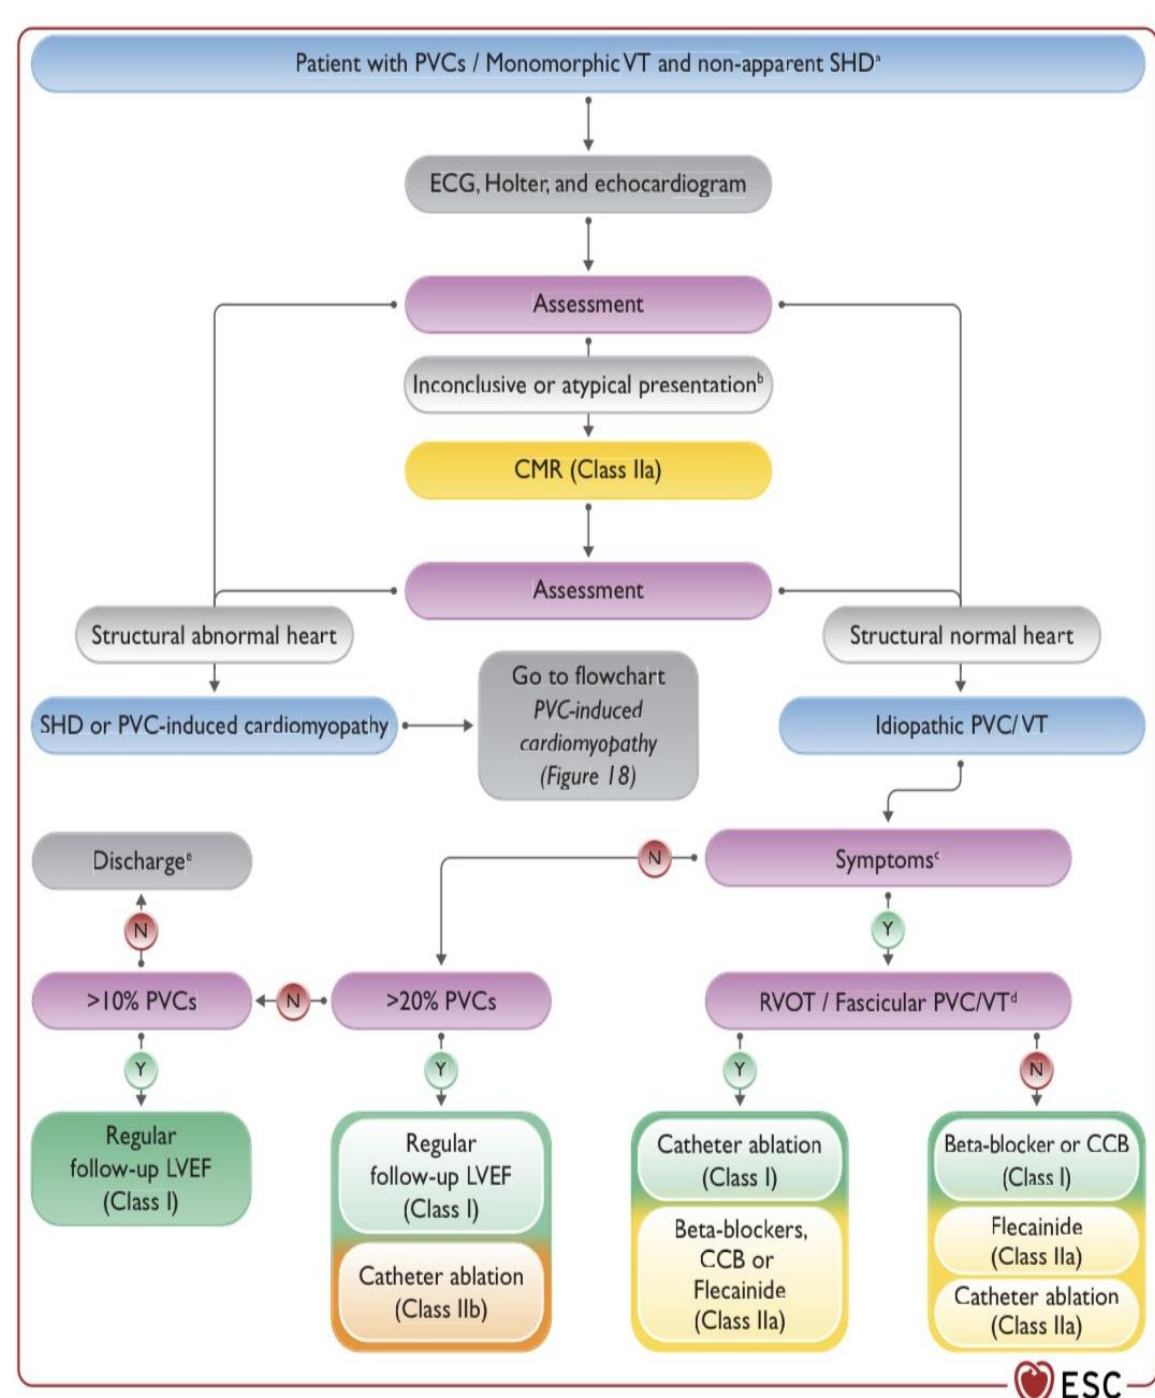 Patient with PVCs / Monomorphic VT and non-apparent SHDᵃ
ECG, Holter, and echocardiogram
Assessment
Inconclusive or atypical presentationᵇ
CMR (Class IIa)
Assessment
Structural abnormal heart
Structural normal heart
SHD or PVC-induced cardiomyopathy
Go to flowchart
PVC-induced
cardiomyopathy
(Figure 18)
Idiopathic PVC/VT
Symptomsᶜ
N
Y
Dischargeᵉ
N
>10% PVCs
N
>20% PVCs
RVOT / Fascicular PVC/VTᵈ
Y
Y
Y
N
Regular
follow-up LVEF
(Class I)
Regular
follow-up LVEF
(Class I)
Catheter ablation
(Class IIb)
Catheter ablation
(Class I)
Beta-blockers,
CCB or
Flecainide
(Class IIa)
Beta-blocker or CCB
(Class I)
Flecainide
(Class IIa)
Catheter ablation
(Class IIa)
ESC